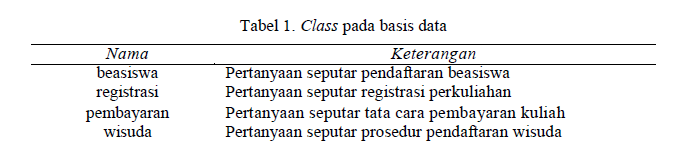 Tabel 1. Class pada basis data
Nama Keterangan
beasiswa Pertanyaan seputar pendaftaran beasiswa
registrasi Pertanyaan seputar registrasi perkuliahan
pembayaran Pertanyaan seputar tata cara pembayaran kuliah
wisuda Pertanyaan seputar prosedur pendaftaran wisuda